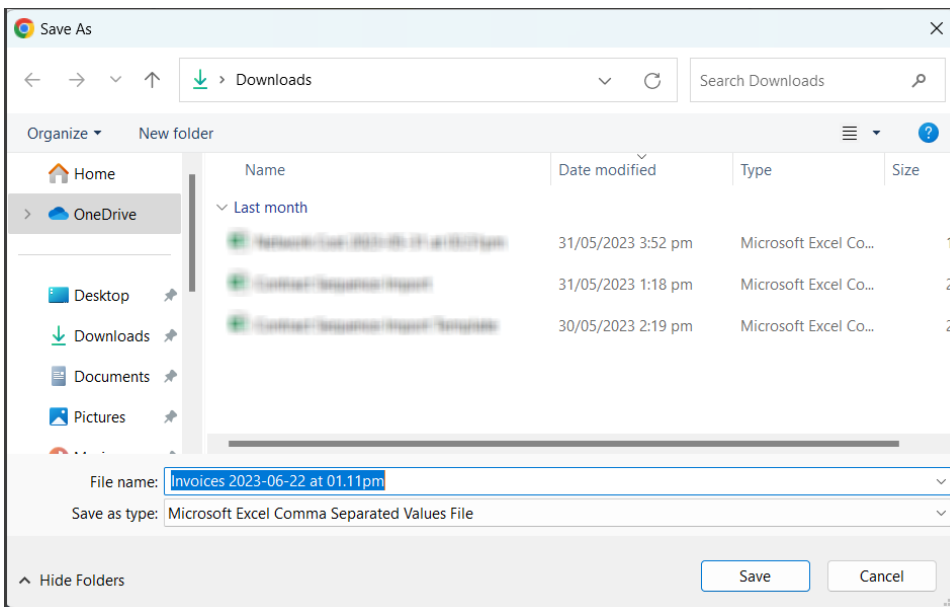 Save As
Downloads
Search Downloads
Organize
New folder
Home
OneDrive
Desktop
Downloads
Documents
Pictures
Name
Date modified
Type
Size
Last month
31/05/2023 3:52 pm
Microsoft Excel Co...
31/05/2023 1:18 pm
Microsoft Excel Co...
30/05/2023 2:19 pm
Microsoft Excel Co...
File name: Invoices 2023-06-22 at 01.11pm
Save as type: Microsoft Excel Comma Separated Values File
Hide Folders
Save
Cancel